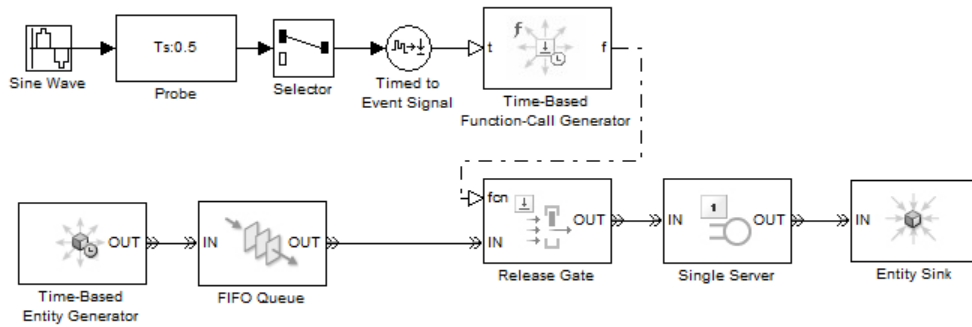 Sine Wave
Ts:0.5
Probe
Selector
Timed to
Event Signal
t
f
f
Time-Based
Function-Call Generator
OUT
Time-Based
Entity Generator
IN
OUT
FIFO Queue
fcn
IN
OUT
Release Gate
IN
1
OUT
Single Server
IN
Entity Sink